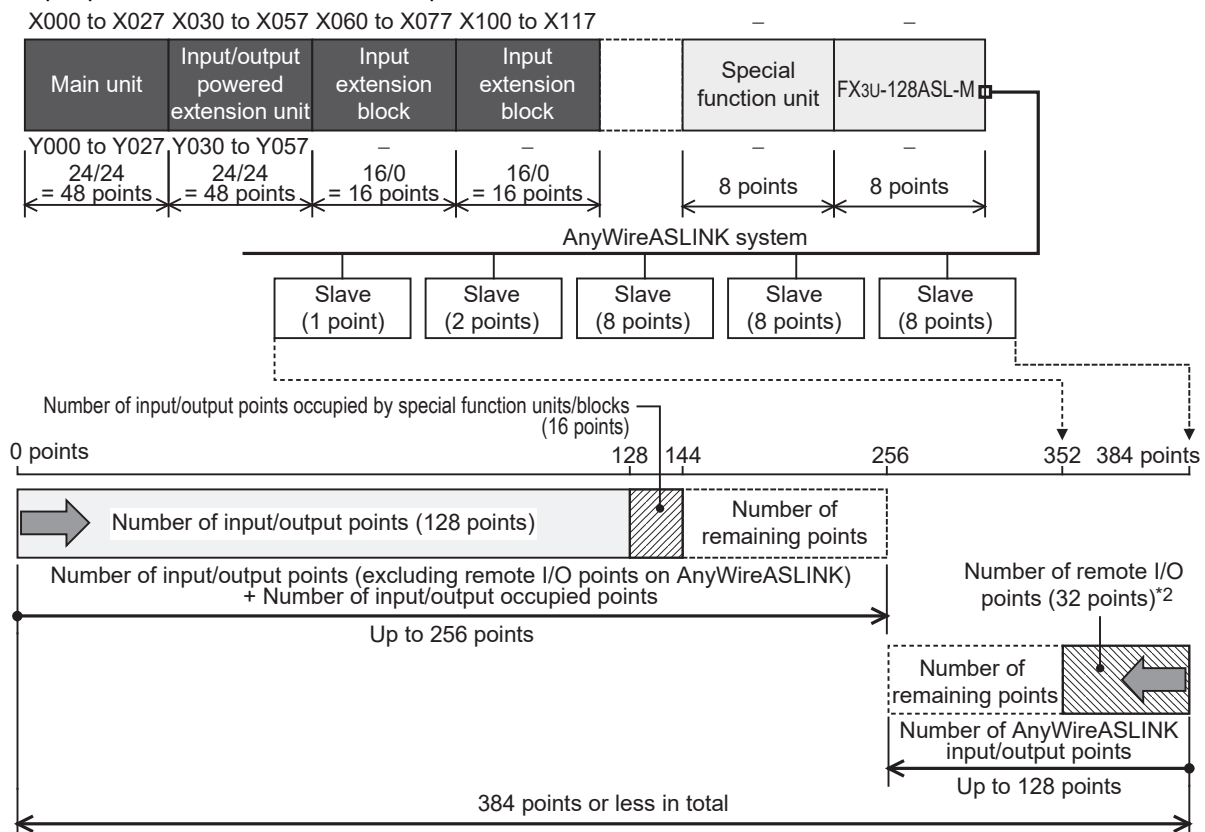 X000 to X027 X030 to X057 X060 to X077 X100 to X117 – –
Main unit
Input/output
powered
extension unit
Input
extension
block
Input
extension
block
Special
function unit
FX3U-128ASL-M
Y000 to Y027 Y030 to Y057 – – – –
24/24
= 48 points
24/24
= 48 points
16/0
= 16 points
16/0
= 16 points
8 points
8 points
AnyWireASLINK system
Slave
(1 point)
Slave
(2 points)
Slave
(8 points)
Slave
(8 points)
Slave
(8 points)
Number of input/output points occupied by special function units/blocks
(16 points)
0 points 128 144 256 352 384 points
Number of input/output points (128 points)
Number of
remaining points
Number of input/output points (excluding remote I/O points on AnyWireASLINK)
+ Number of input/output occupied points
Up to 256 points
Number of remote I/O
points (32 points)*2
Number of
remaining points
Number of AnyWireASLINK
input/output points
Up to 128 points
384 points or less in total